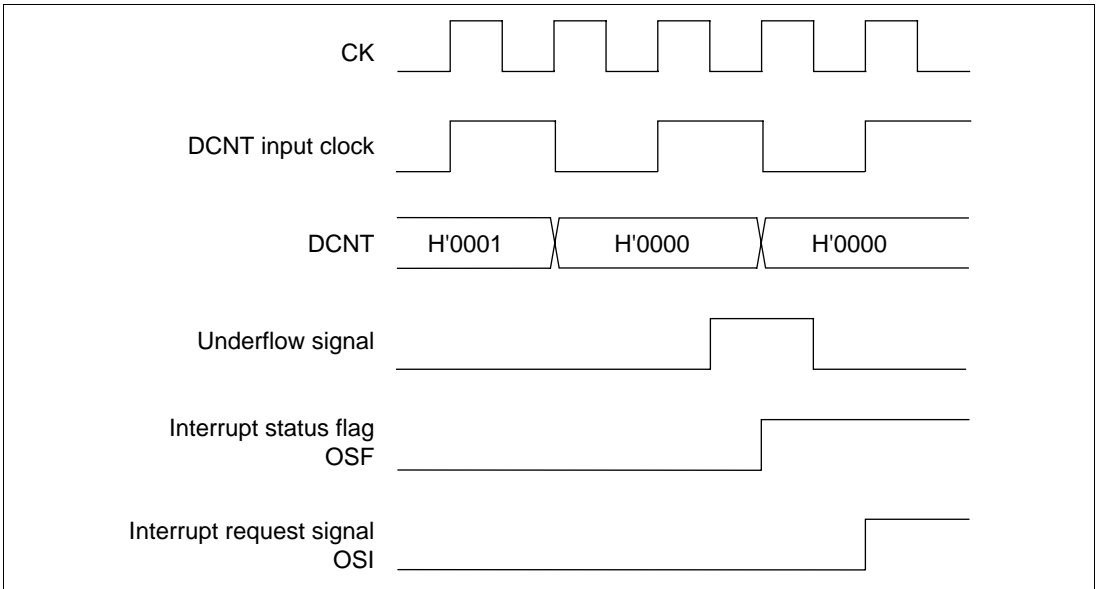 CK
DCNT input clock
DCNT
H'0001
H'0000
H'0000
Underflow signal
Interrupt status flag
OSF
Interrupt request signal
OSI